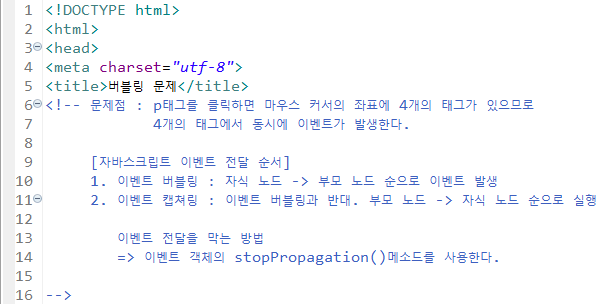 1 <!DOCTYPE html>
2 <html>
3 <head>
4 <meta charset="utf-8">
5 <title>버블링 문제</title>
6 <!-- 문제점 : p태그를 클릭하면 마우스 커서의 좌표에 4개의 태그가 있으므로
7 4개의 태그에서 동시에 이벤트가 발생한다.
8
9 [자바스크립트 이벤트 전달 순서]
10 1. 이벤트 버블링 : 자식 노드 -> 부모 노드 순으로 이벤트 발생
11 2. 이벤트 캡쳐링 : 이벤트 버블링과 반대. 부모 노드 -> 자식 노드 순으로 실행
12
13 이벤트 전달을 막는 방법
14 => 이벤트 객체의 stopPropagation()메소드를 사용한다.
15
16 -->